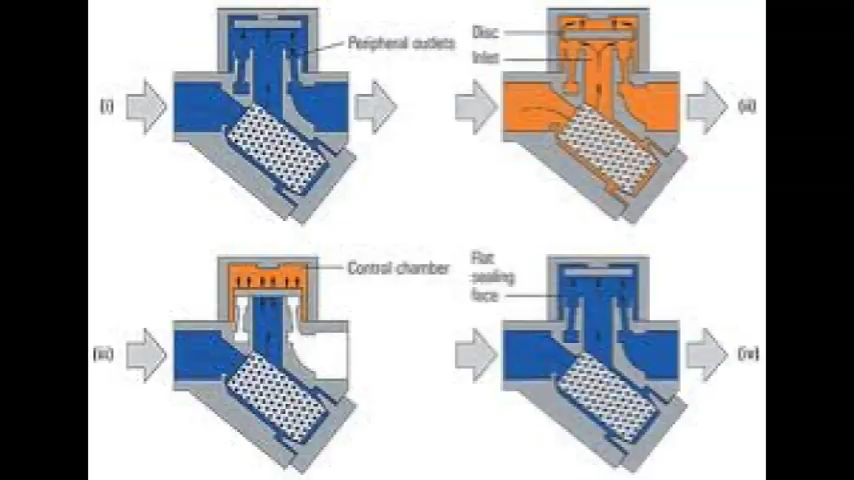 Peripheral outlets
Disc
Inlet
(i)
(ii)
Control chamber
Flat
sealing
face
(iii)
(iv)